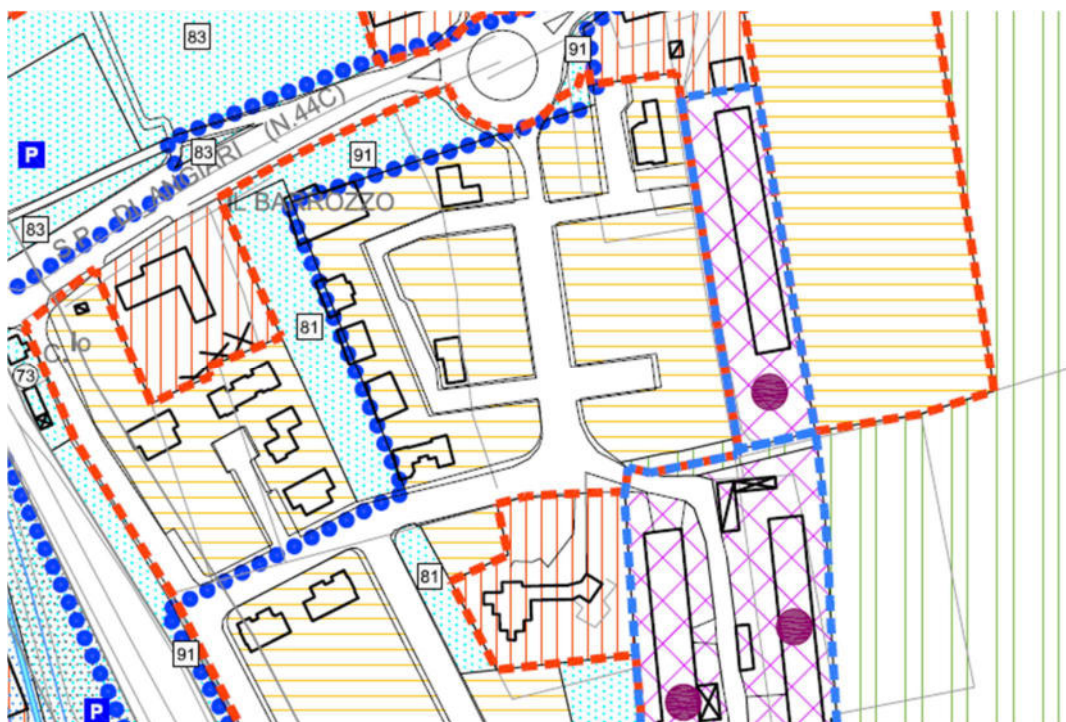 83
91
S.R. DI ANGIARI (N.44C)
83
P
91
83
IL BARROZZO
81
C.lo
73
81
91
P